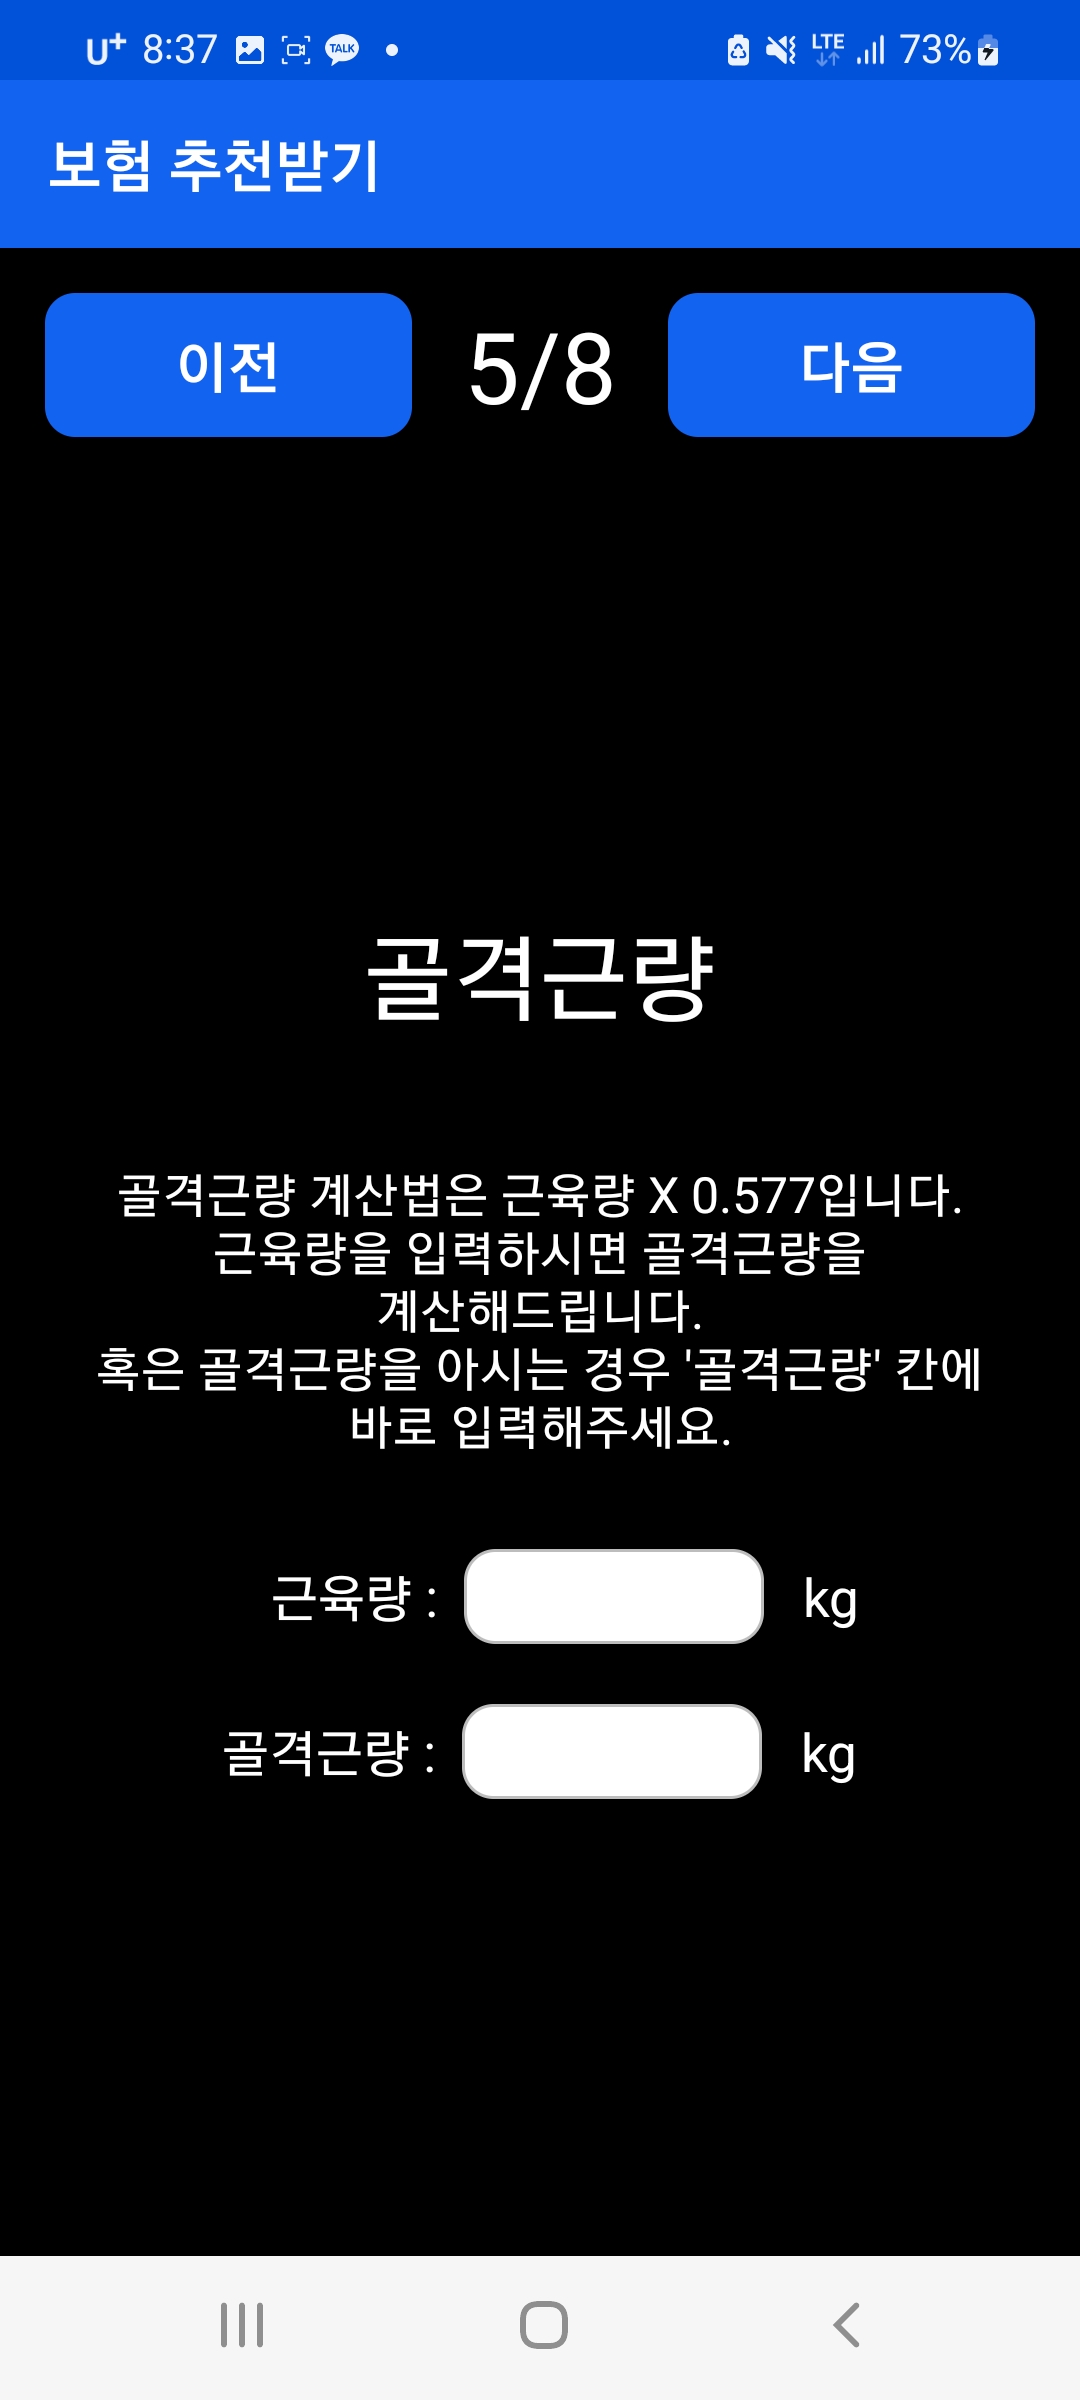 U+ 8:37 TALK LTE 73%
보험 추천받기
이전 5/8 다음
골격근량
골격근량 계산법은 근육량 X 0.577입니다.
근육량을 입력하시면 골격근량을
계산해드립니다.
혹은 골격근량을 아시는 경우 '골격근량' 칸에
바로 입력해주세요.
근육량 : kg
골격근량 : kg